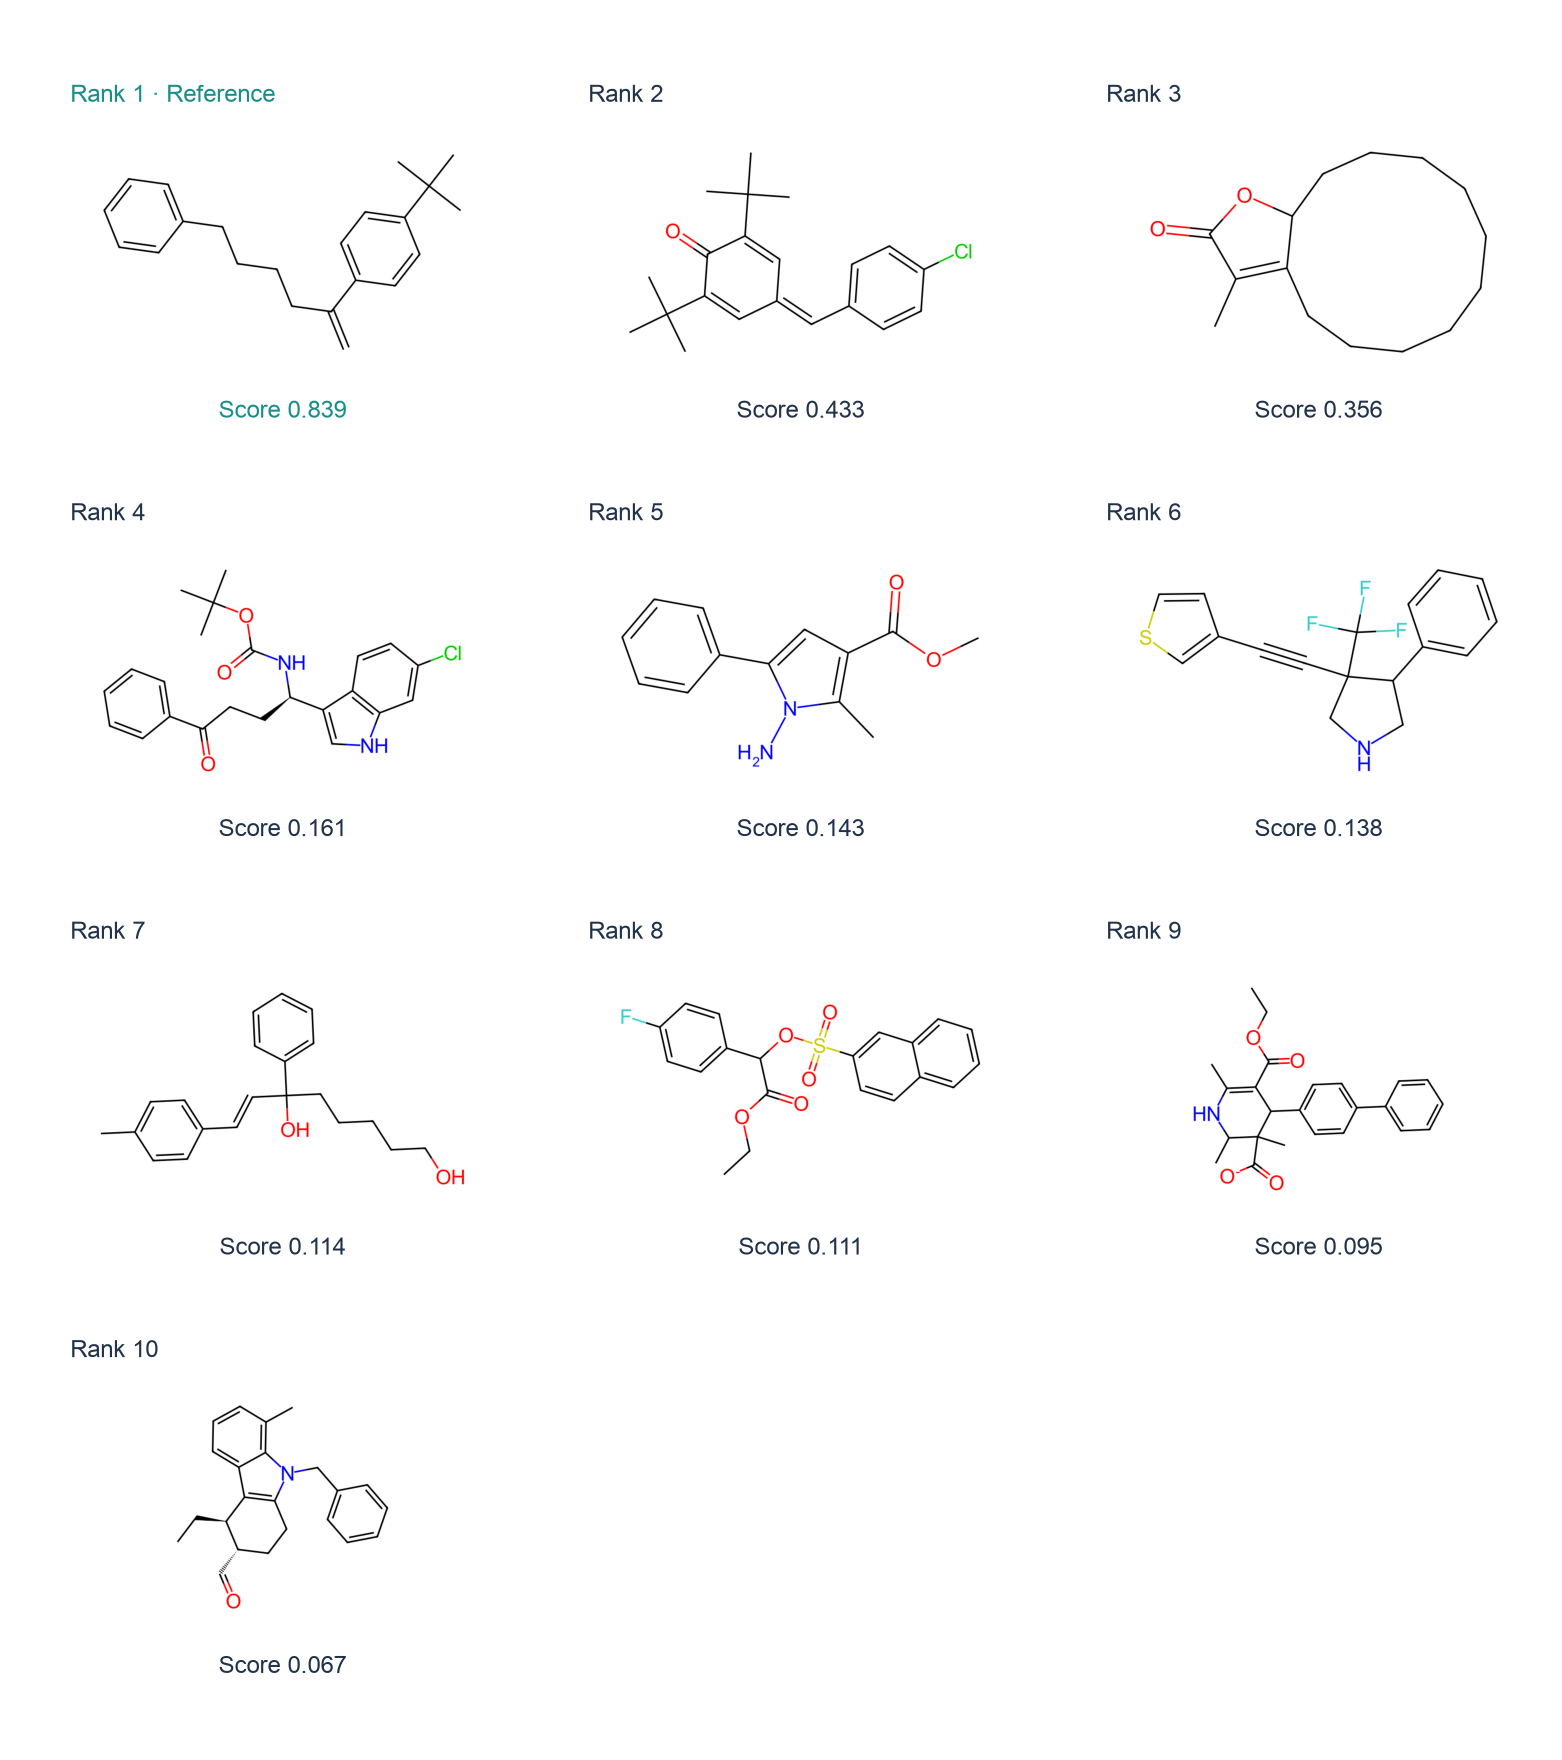 Rank 1 · Reference
Rank 2
Rank 3
O
Cl
O
O
Score 0.839
Score 0.433
Score 0.356
Rank 4
Rank 5
Rank 6
O
O
NH
Cl
O
NH
O
O
N
H2N
F
F
F
S
N
H
Score 0.161
Score 0.143
Score 0.138
Rank 7
Rank 8
Rank 9
OH
OH
F
O
O
S
O
O
O
O
O
HN
O-
O
Score 0.114
Score 0.111
Score 0.095
Rank 10
N
O
Score 0.067